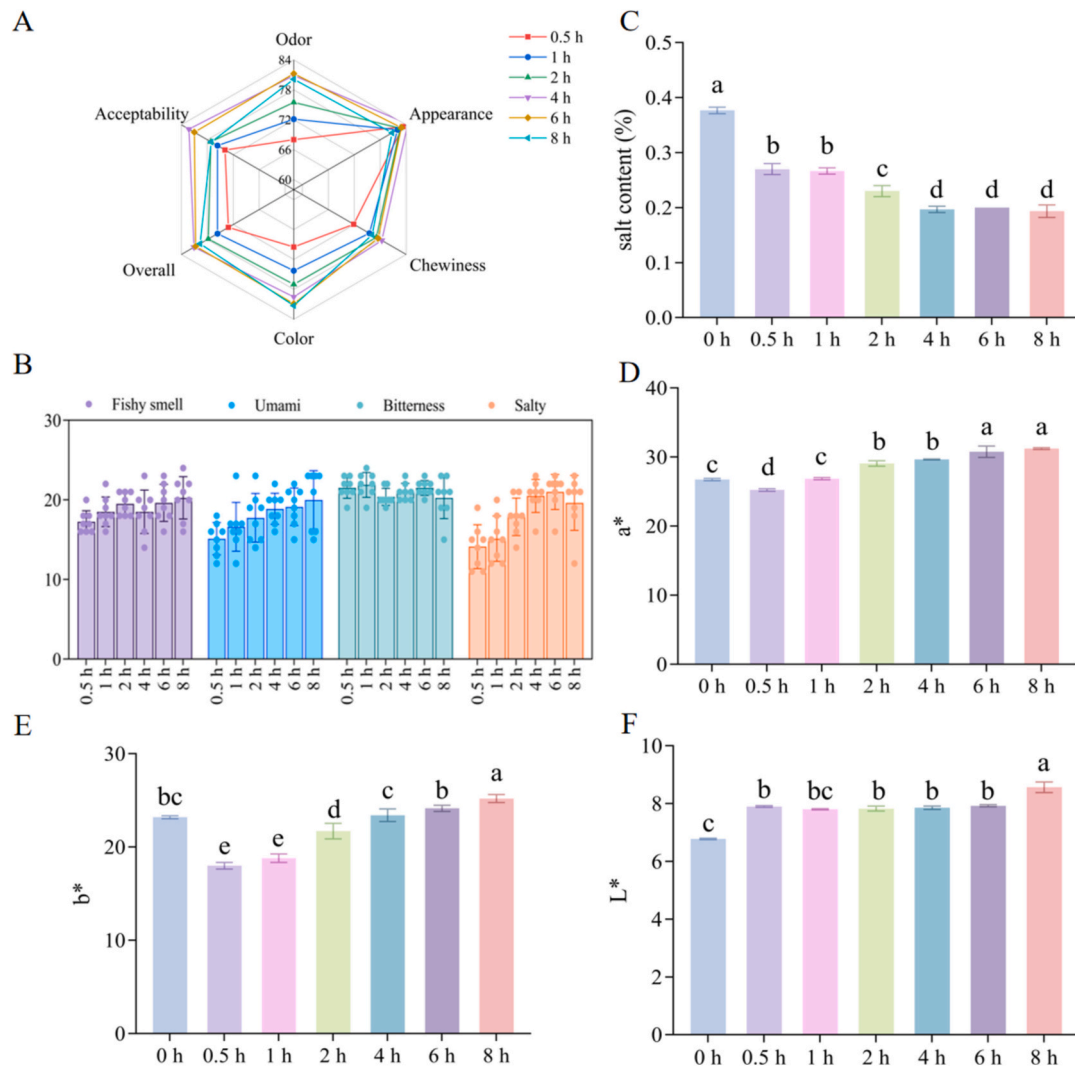 A
Odor
84
78
72
66
60
Appearance
Chewiness
Color
Overall
Acceptability
0.5 h
1 h
2 h
4 h
6 h
8 h
B
Fishy smell Umami Bitterness Salty
30
20
10
0
0.5 h 1 h 2 h 4 h 6 h 8 h 0.5 h 1 h 2 h 4 h 6 h 8 h 0.5 h 1 h 2 h 4 h 6 h 8 h 0.5 h 1 h 2 h 4 h 6 h 8 h
C
salt content (%)
0.5
0.4
0.3
0.2
0.1
0.0
a b b c d d d
0 h 0.5 h 1 h 2 h 4 h 6 h 8 h
D
a*
40
30
20
10
0
c d c b b a a
0 h 0.5 h 1 h 2 h 4 h 6 h 8 h
E
b*
30
20
10
0
bc e e d c b a
0 h 0.5 h 1 h 2 h 4 h 6 h 8 h
F
L*
10
8
6
4
2
0
c b bc b b b a
0 h 0.5 h 1 h 2 h 4 h 6 h 8 h